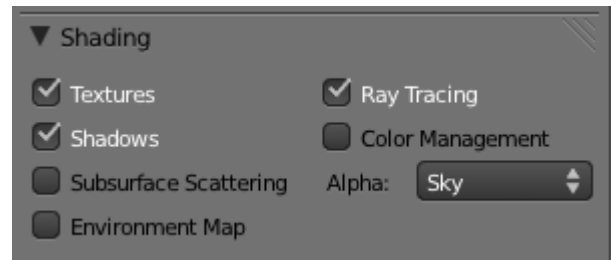 Shading
Textures
Ray Tracing
Shadows
Color Management
Subsurface Scattering
Alpha: Sky
Environment Map